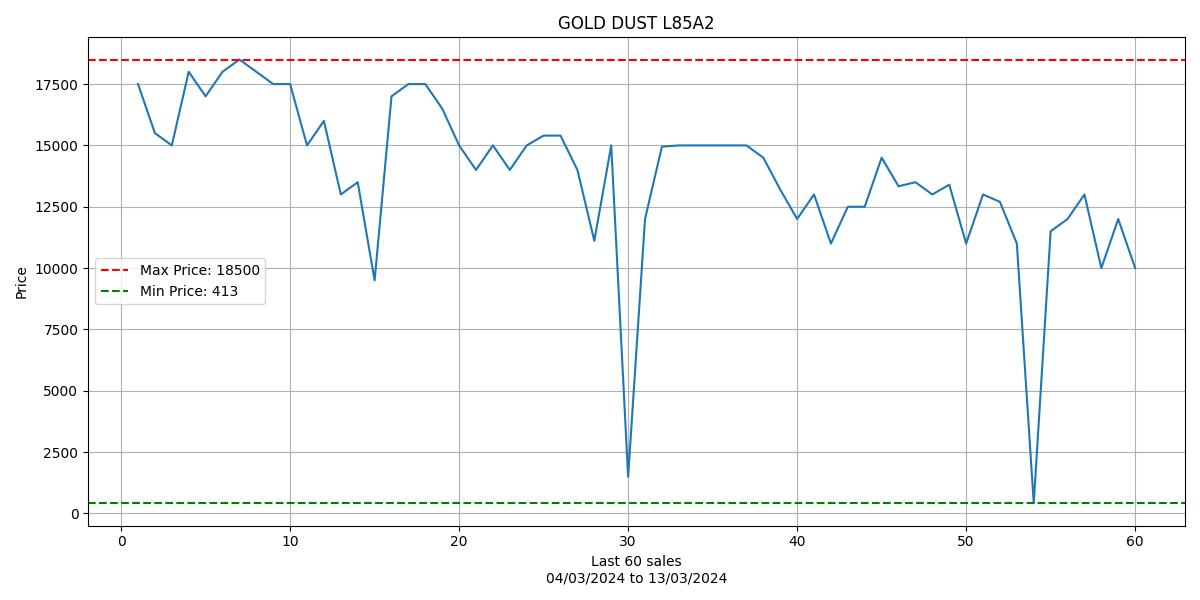 GOLD DUST L85A2
Price
17500
15000
12500
10000
7500
5000
2500
0
Max Price: 18500
Min Price: 413
0 10 20 30 40 50 60
Last 60 sales
04/03/2024 to 13/03/2024